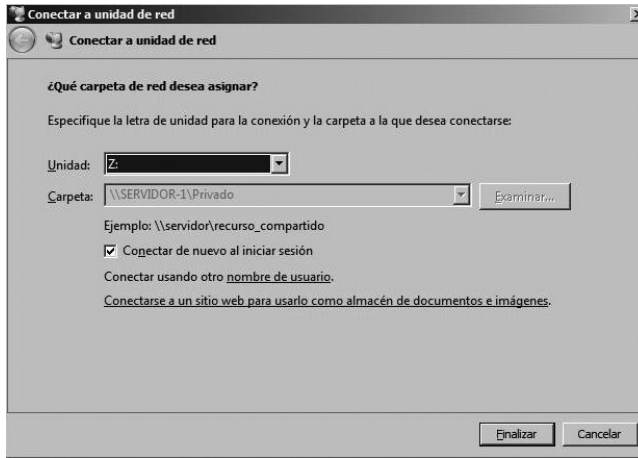 Conectar a unidad de red
Conectar a unidad de red
¿Qué carpeta de red desea asignar?
Especifique la letra de unidad para la conexión y la carpeta a la que desea conectarse:
Unidad: Z:
Carpeta: \\SERVIDOR-1\Privado Examinar...
Ejemplo: \\servidor\recurso_compartido
Conectar de nuevo al iniciar sesión
Conectar usando otro nombre de usuario.
Conectarse a un sitio web para usarlo como almacén de documentos e imágenes.
Finalizar Cancelar